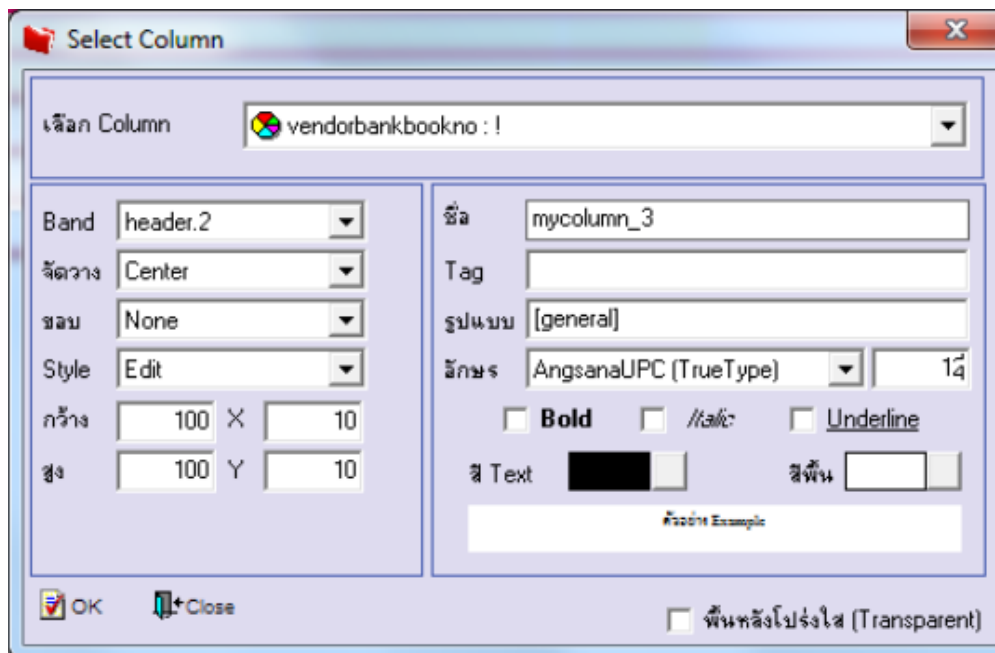 Select Column
เลือก Column vendorbankbookno : !
Band header.2
จัดวาง Center
ขอบ None
Style Edit
กว้าง 100 X 10
สูง 100 Y 10
ชื่อ mycolumn_3
Tag
รูปแบบ [general]
อักษร AngsanaUPC (TrueType) 14
Bold Italic Underline
สี Text สีพื้น
ตัวอย่าง Example
OK Close
พื้นหลังโปร่งใส (Transparent)